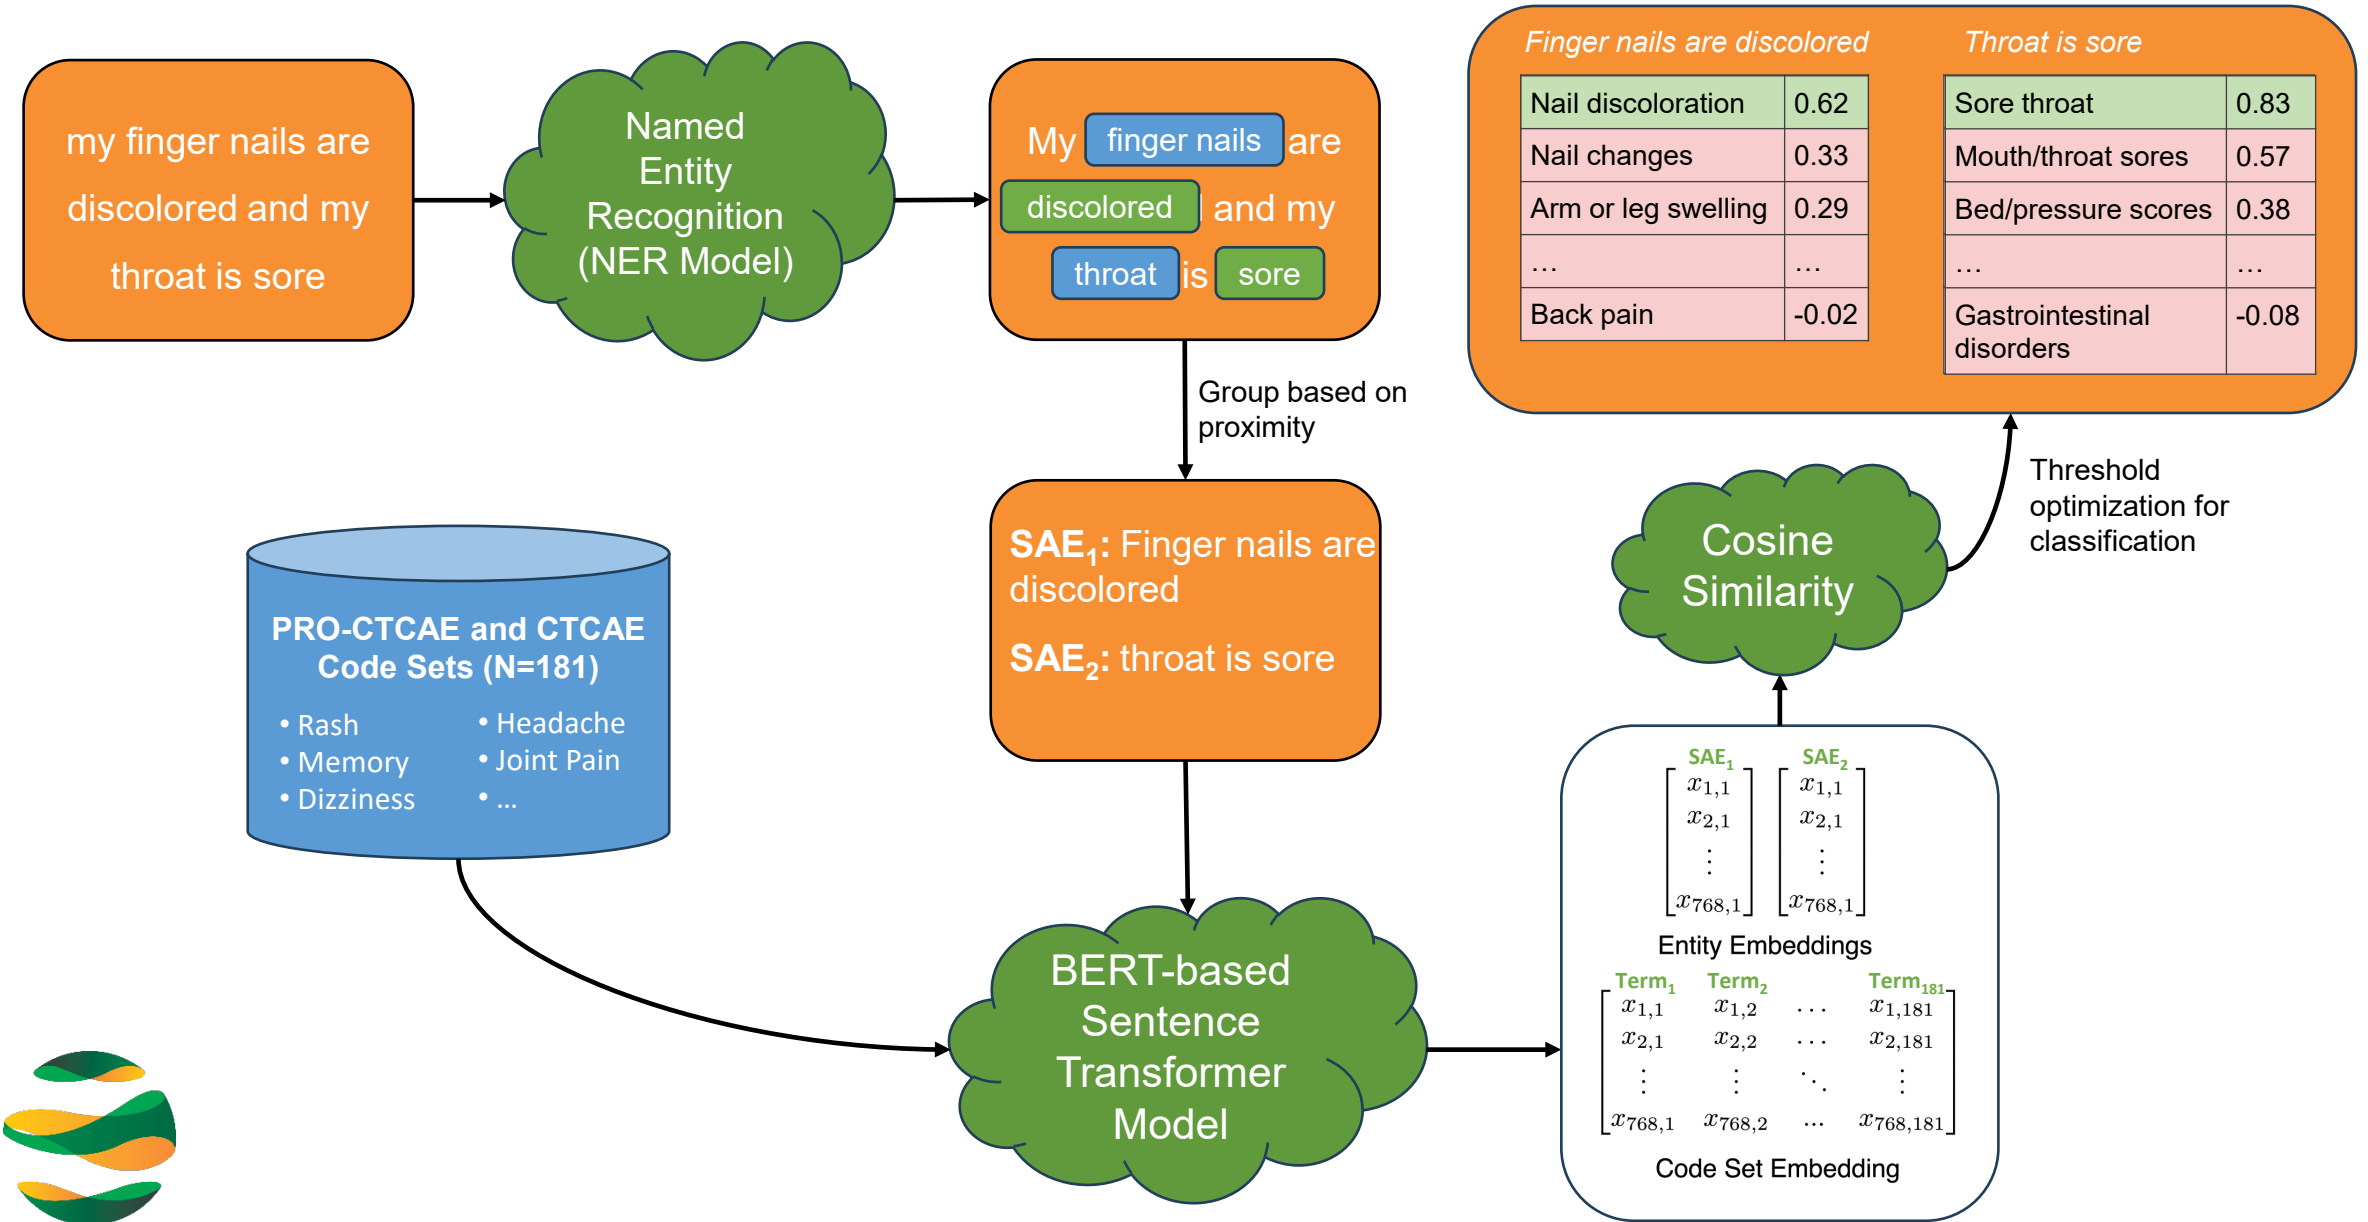 my finger nails are
discolored and my
throat is sore
Named
Entity
Recognition
(NER Model)
My finger nails are
discolored and my
throat is sore
Group based on
proximity
SAE1: Finger nails are
discolored
SAE2: throat is sore
PRO-CTCAE and CTCAE
Code Sets (N=181)
• Rash
• Memory
• Dizziness
• Headache
• Joint Pain
• ...
BERT-based
Sentence
Transformer
Model
SAE1 SAE2
x1,1 x1,1
x2,1 x2,1
⋮ ⋮
x768,1 x768,1
Entity Embeddings
Term1 Term2 Term181
x1,1 x1,2 ... x1,181
x2,1 x2,2 ... x2,181
⋮ ⋮ ⋱ ⋮
x768,1 x768,2 ... x768,181
Code Set Embedding
Cosine
Similarity
Threshold
optimization for
classification
Finger nails are discolored
Nail discoloration 0.62
Nail changes 0.33
Arm or leg swelling 0.29
... ...
Back pain -0.02
Throat is sore
Sore throat 0.83
Mouth/throat sores 0.57
Bed/pressure scores 0.38
... ...
Gastrointestinal -0.08
disorders